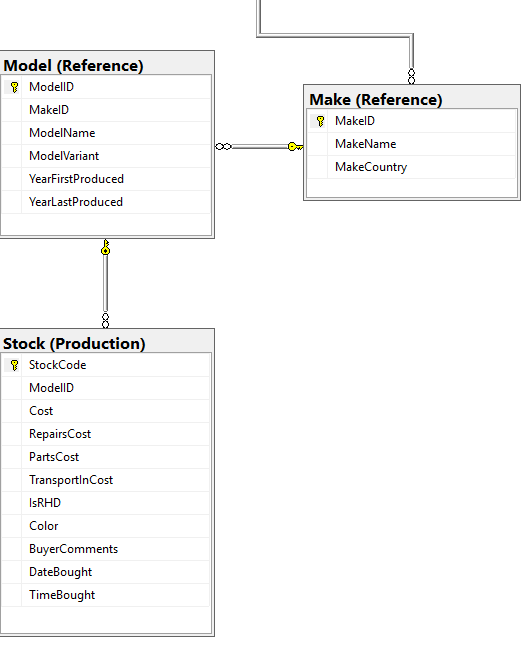 Model (Reference)
ModelID
MakeID
ModelName
ModelVariant
YearFirstProduced
YearLastProduced
Make (Reference)
MakeID
MakeName
MakeCountry
Stock (Production)
StockCode
ModelID
Cost
RepairsCost
PartsCost
TransportInCost
IsRHD
Color
BuyerComments
DateBought
TimeBought